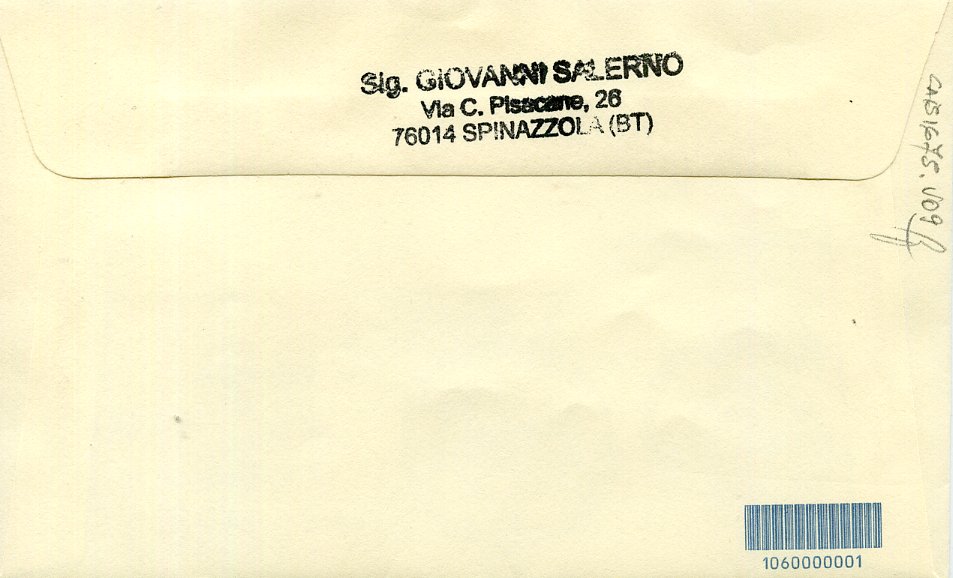 Sig. GIOVANNI SALERNO
Via C. Pisacane, 26
76014 SPINAZZOLA (BT)
1060000001